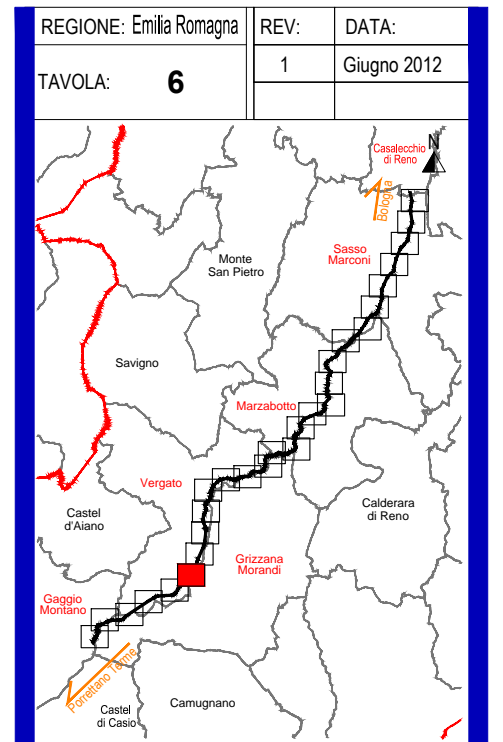 REGIONE: Emilia Romagna
REV:
DATA:
TAVOLA: 6
1
Giugno 2012
Casalecchio
di Reno
N
Bologna
Sasso
Marconi
Monte
San Pietro
Savigno
Marzabotto
Vergato
Castel
d'Aiano
Calderara
di Reno
Grizzana
Morandi
Gaggio
Montano
Porrettano Terme
Castel
di Casio
Camugnano